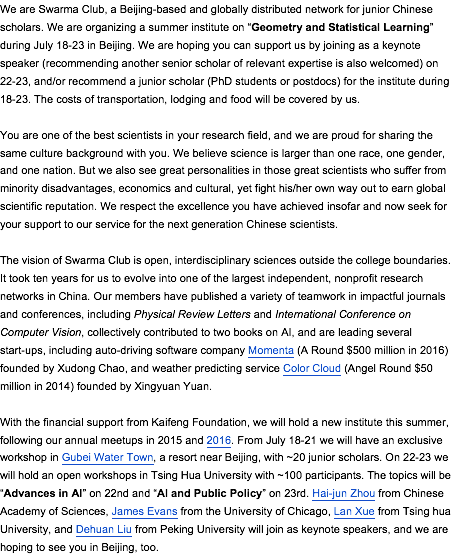 We are Swarma Club, a Beijing-based and globally distributed network for junior Chinese
scholars. We are organizing a summer institute on "Geometry and Statistical Learning"
during July 18-23 in Beijing. We are hoping you can support us by joining as a keynote
speaker (recommending another senior scholar of relevant expertise is also welcomed) on
22-23, and/or recommend a junior scholar (PhD students or postdocs) for the institute during
18-23. The costs of transportation, lodging and food will be covered by us.
You are one of the best scientists in your research field, and we are proud for sharing the
same culture background with you. We believe science is larger than one race, one gender,
and one nation. But we also see great personalities in those great scientists who suffer from
minority disadvantages, economics and cultural, yet fight his/her own way out to earn global
scientific reputation. We respect the excellence you have achieved insofar and now seek for
your support to our service for the next generation Chinese scientists.
The vision of Swarma Club is open, interdisciplinary sciences outside the college boundaries.
It took ten years for us to evolve into one of the largest independent, nonprofit research
networks in China. Our members have published a variety of teamwork in impactful journals
and conferences, including Physical Review Letters and International Conference on
Computer Vision, collectively contributed to two books on AI, and are leading several
start-ups, including auto-driving software company Momenta (A Round $500 million in 2016)
founded by Xudong Chao, and weather predicting service Color Cloud (Angel Round $50
million in 2014) founded by Xingyuan Yuan.
With the financial support from Kaifeng Foundation, we will hold a new institute this summer,
following our annual meetups in 2015 and 2016. From July 18-21 we will have an exclusive
workshop in Gubei Water Town, a resort near Beijing, with ~20 junior scholars. On 22-23 we
will hold an open workshops in Tsing Hua University with ~100 participants. The topics will be
"Advances in AI" on 22nd and "AI and Public Policy" on 23rd. Hai-jun Zhou from Chinese
Academy of Sciences, James Evans from the University of Chicago, Lan Xue from Tsing hua
University, and Dehuan Liu from Peking University will join as keynote speakers, and we are
hoping to see you in Beijing, too.